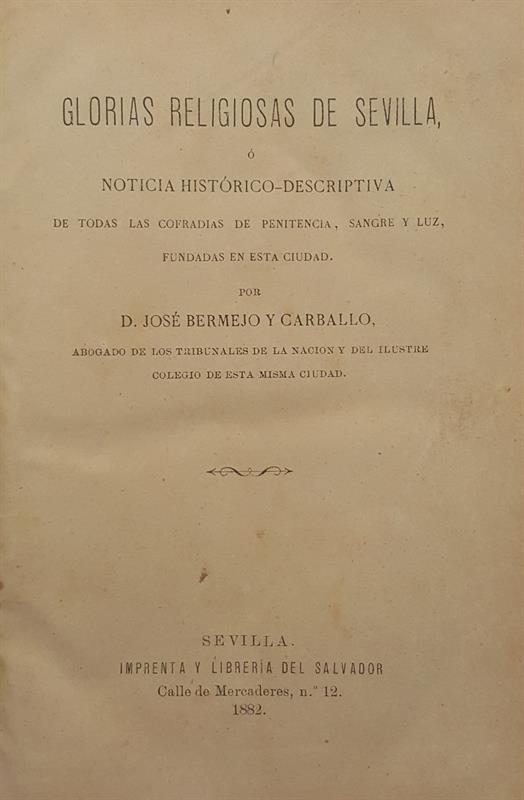 GLORIAS RELIGIOSAS DE SEVILLA,
Ó
NOTICIA HISTÓRICO-DESCRIPTIVA
DE TODAS LAS COFRADIAS DE PENITENCIA, SANGRE Y LUZ,
FUNDADAS EN ESTA CIUDAD.
POR
D. JOSÉ BERMEJO Y CARBALLO,
ABOGADO DE LOS TRIBUNALES DE LA NACION Y DEL ILUSTRE
COLEGIO DE ESTA MISMA CIUDAD.
SEVILLA.
IMPRENTA Y LIBRERÍA DEL SALVADOR
Calle de Mercaderes, n.º 12.
1882.